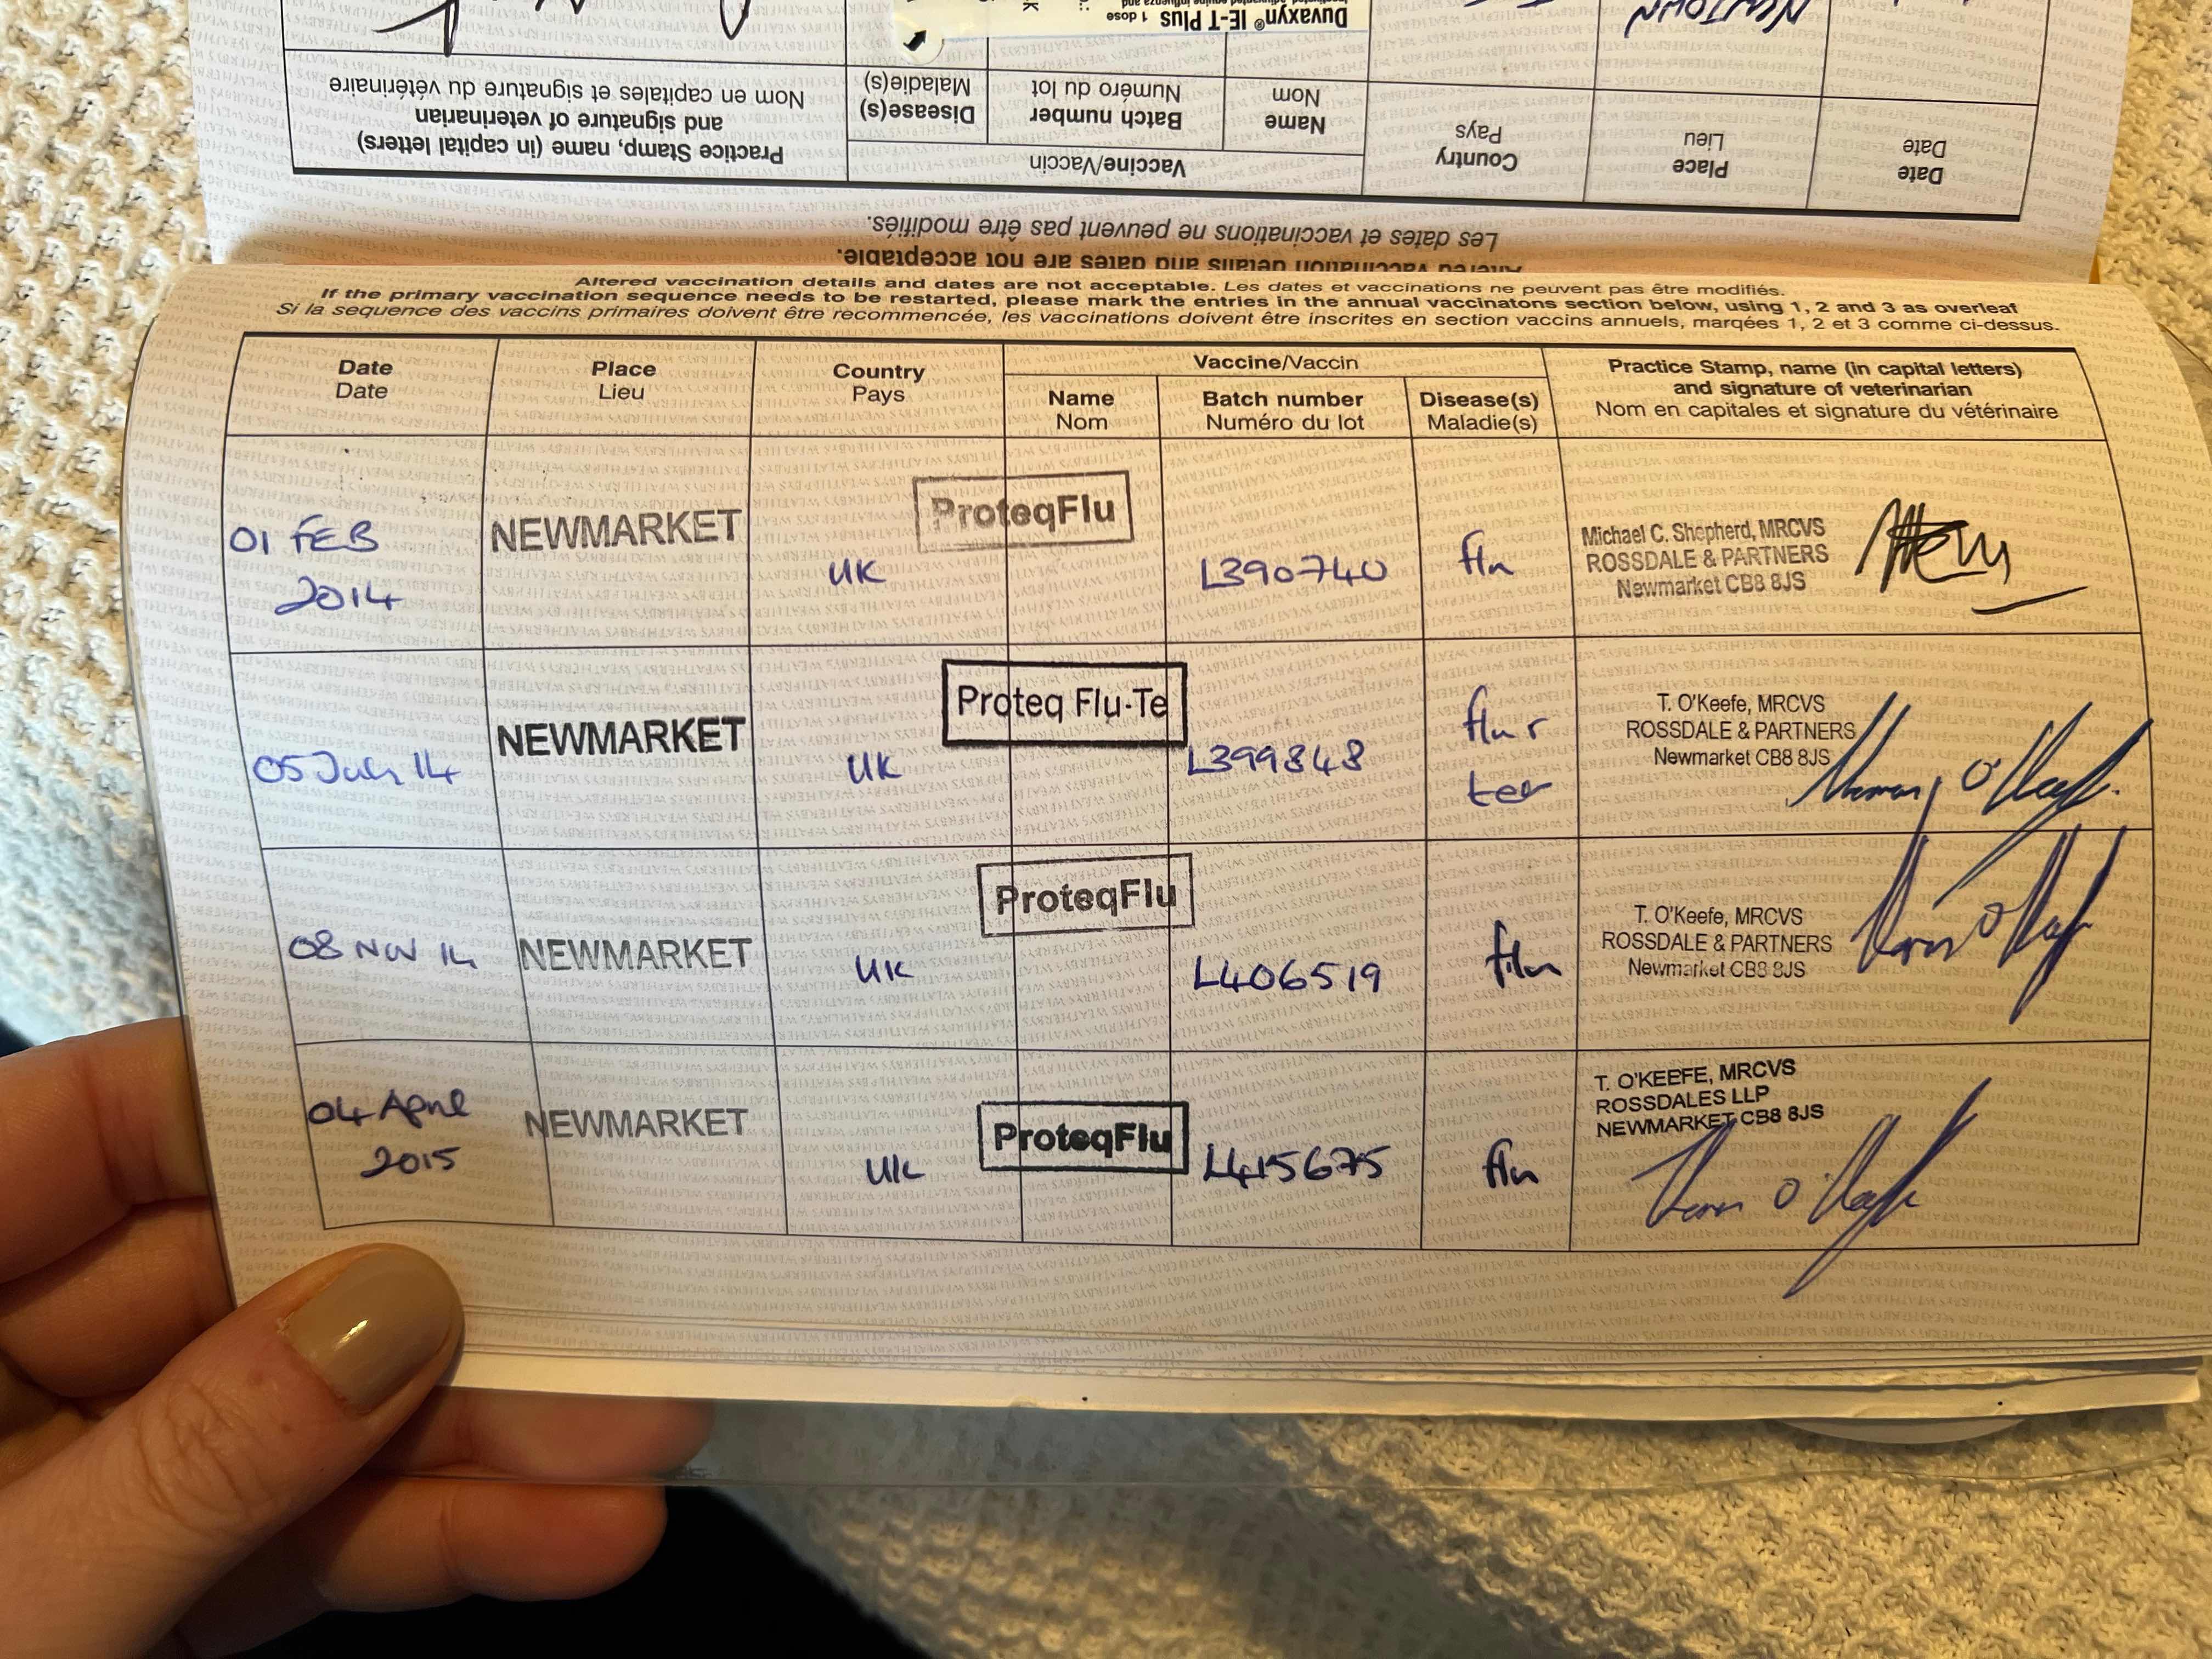 NEWTOWN
Duvaxyn® IE-T Plus 1 dose
Date
Date
Place
Lieu
Country
Pays
Vaccine/Vaccin
Name
Nom
Batch number
Numéro du lot
Disease(s)
Maladie(s)
Practice Stamp, name (in capital letters)
and signature of veterinarian
Nom en capitales et signature du vétérinaire
Les dates et vaccinations ne peuvent pas être modifiés.
Altered vaccination details and dates are not acceptable.
Altered vaccination details and dates are not acceptable. Les dates et vaccinations ne peuvent pas être modifiés.
If the primary vaccination sequence needs to be restarted, please mark the entries in the annual vaccinatons section below, using 1, 2 and 3 as overleaf
Si la sequence des vaccins primaires doivent être recommencée, les vaccinations doivent être inscrites en section vaccins annuels, marqées 1, 2 et 3 comme ci-dessus.
Date
Date
Place
Lieu
Country
Pays
Vaccine/Vaccin
Name
Nom
Batch number
Numéro du lot
Disease(s)
Maladie(s)
Practice Stamp, name (in capital letters)
and signature of veterinarian
Nom en capitales et signature du vétérinaire
01 FEB
2014
NEWMARKET
UK
ProteqFlu
L390740
flu
Michael C. Shepherd, MRCVS
ROSSDALE & PARTNERS
Newmarket CB8 8JS
05 July 14
NEWMARKET
UK
Proteq Flu-Te
L399848
flu
tet
T. O'Keefe, MRCVS
ROSSDALE & PARTNERS
Newmarket CB8 8JS
08 Nov 14
NEWMARKET
UK
ProteqFlu
L406519
flu
T. O'Keefe, MRCVS
ROSSDALE & PARTNERS
Newmarket CB8 8JS
04 April
2015
NEWMARKET
UK
ProteqFlu
L415675
flu
T. O'KEEFE, MRCVS
ROSSDALES LLP
NEWMARKET CB8 8JS